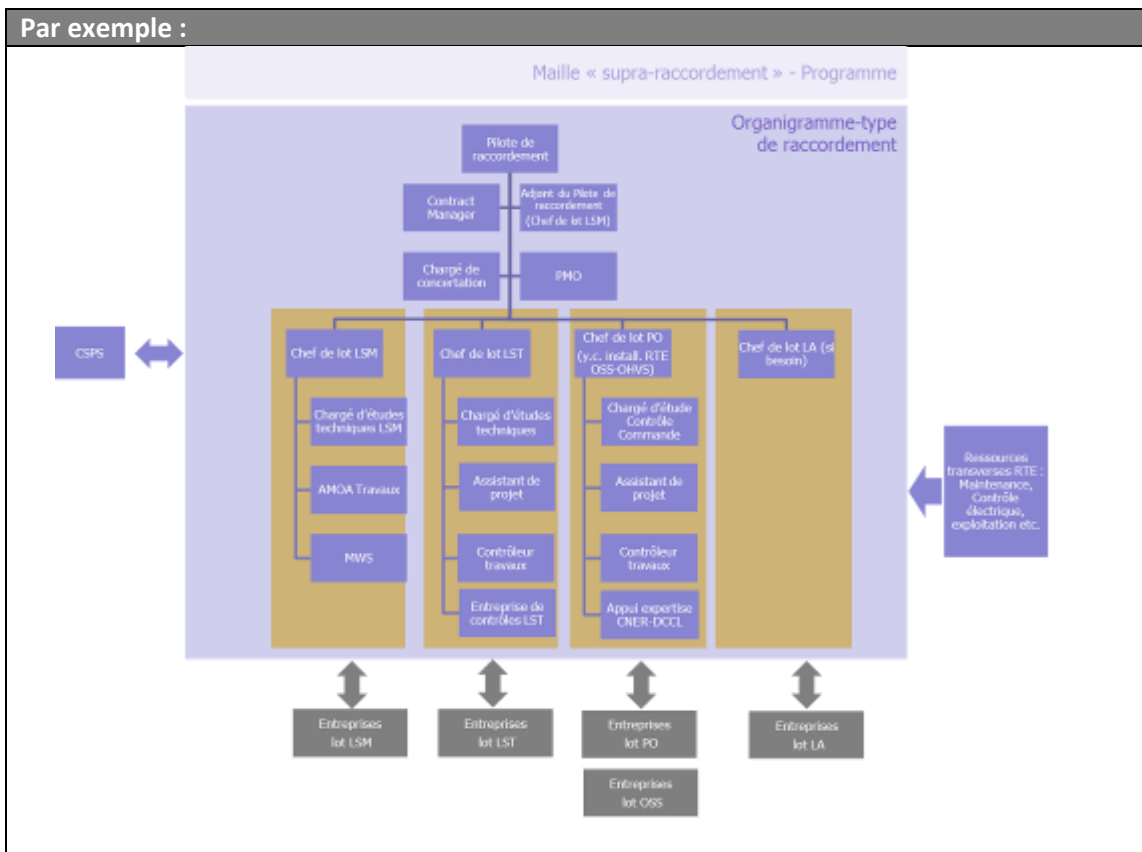 Par exemple :
Maille « supra-raccordement » - Programme
Organigramme-type
de raccordement
Pilote de
raccordement
Contract
Manager
Adjoint du Pilote de
raccordement
(Chef de lot LSM)
Chargé de
concertation
PMO
CSPS
Chef de lot LSM
Chargé d'études
techniques LSM
AMOA Travaux
MWS
Chef de lot LST
Chargé d'études
techniques
Assistant de
projet
Contrôleur
travaux
Entreprise de
contrôles LST
Chef de lot PO
(y.c. install. RTE
OSS-OHVS)
Chargé d'étude
Contrôle
Commande
Assistant de
projet
Contrôleur
travaux
Appui expertise
CNER-DCCL
Chef de lot LA (si
besoin)
Ressources
transverses RTE :
Maintenance,
Contrôle
électrique,
exploitation etc.
Entreprises
lot LSM
Entreprises
lot LST
Entreprises
lot PO
Entreprises
lot OSS
Entreprises
lot LA